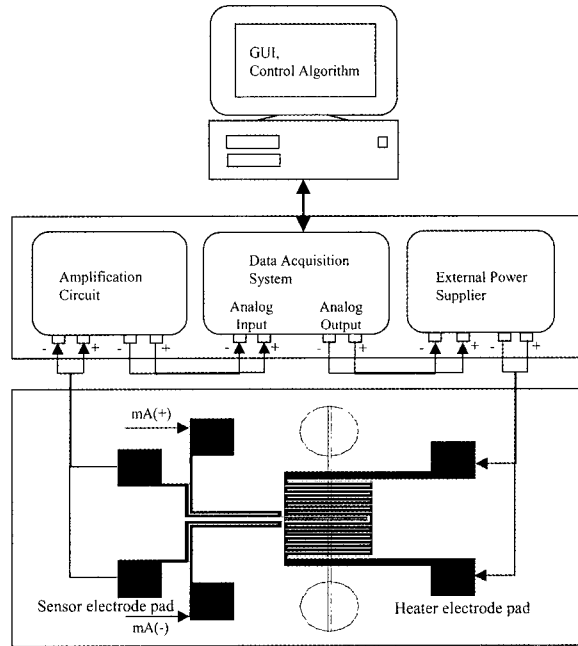 GUI,
Control Algorithm
Amplification
Circuit
Data Acquisition
System
Analog
Input
Analog
Output
External Power
Supplier
- + - + - + - + - + - +
mA(+)
Sensor electrode pad
mA(-)
Heater electrode pad